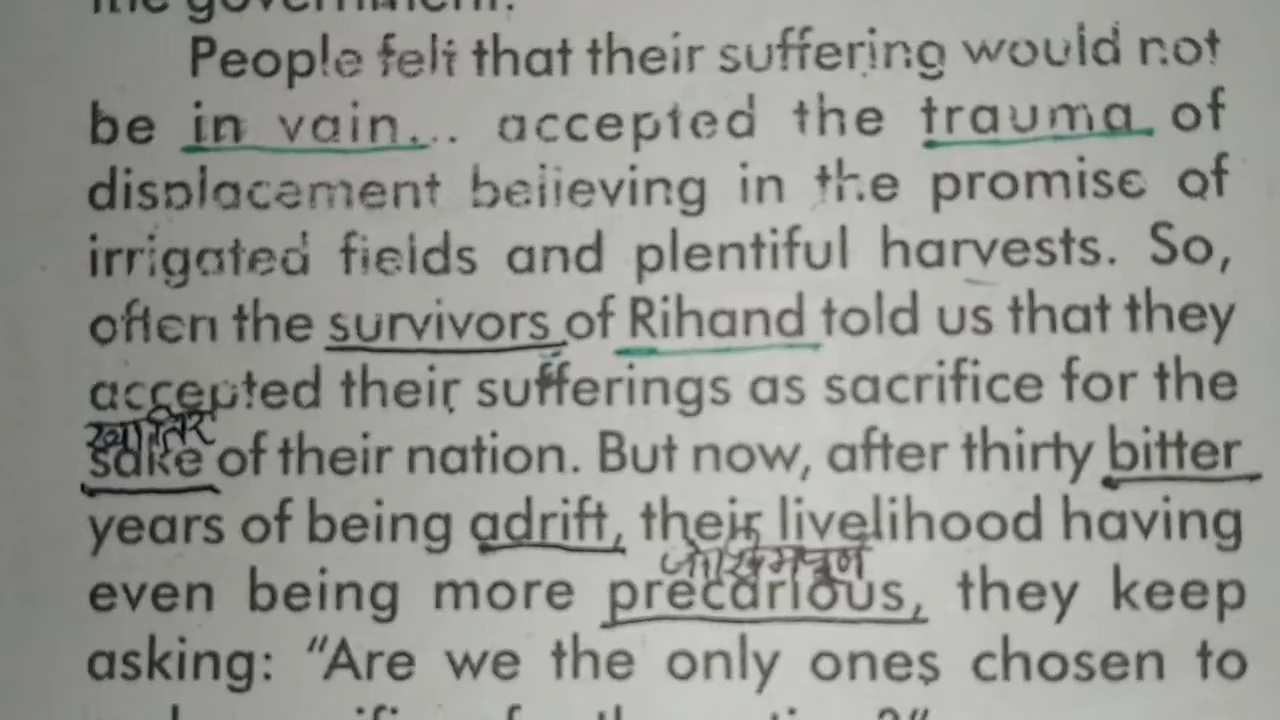 the government.
People felt that their suffering would not
be in vain... accepted the trauma of
displacement believing in the promise of
irrigated fields and plentiful harvests. So,
often the survivors of Rihand told us that they
accepted their sufferings as sacrifice for the
खातिर
sake of their nation. But now, after thirty bitter
years of being adrift, their livelihood having
जोखिमपूर्ण
even being more precarious, they keep
asking: "Are we the only ones chosen to